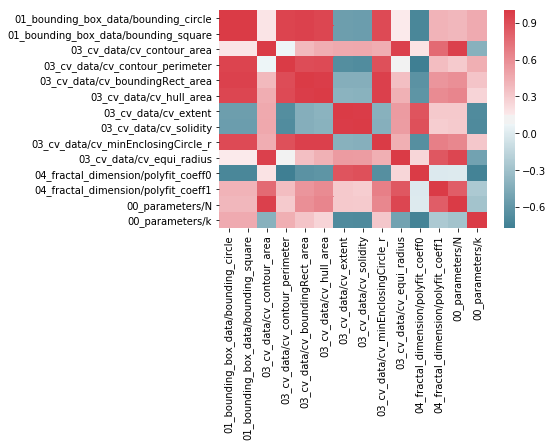 01_bounding_box_data/bounding_circle
01_bounding_box_data/bounding_square
03_cv_data/cv_contour_area
03_cv_data/cv_contour_perimeter
03_cv_data/cv_boundingRect_area
03_cv_data/cv_hull_area
03_cv_data/cv_extent
03_cv_data/cv_solidity
03_cv_data/cv_minEnclosingCircle_r
03_cv_data/cv_equi_radius
04_fractal_dimension/polyfit_coeff0
04_fractal_dimension/polyfit_coeff1
00_parameters/N
00_parameters/k
01_bounding_box_data/bounding_circle
01_bounding_box_data/bounding_square
03_cv_data/cv_contour_area
03_cv_data/cv_contour_perimeter
03_cv_data/cv_boundingRect_area
03_cv_data/cv_hull_area
03_cv_data/cv_extent
03_cv_data/cv_solidity
03_cv_data/cv_minEnclosingCircle_r
03_cv_data/cv_equi_radius
04_fractal_dimension/polyfit_coeff0
04_fractal_dimension/polyfit_coeff1
00_parameters/N
00_parameters/k
0.9
0.6
0.3
0.0
−0.3
−0.6